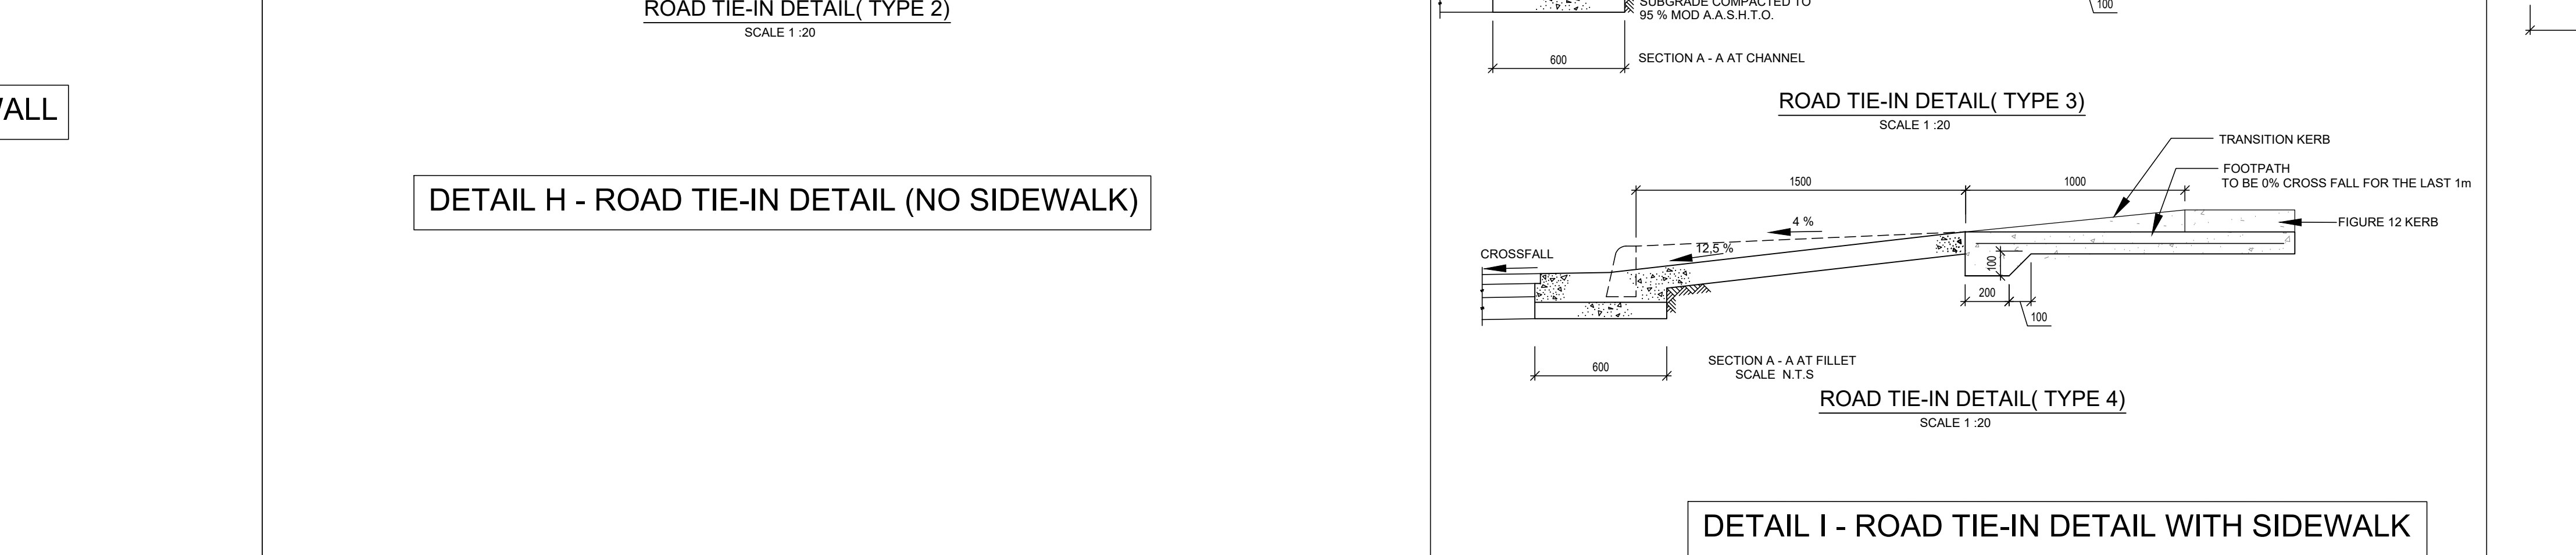 ROAD TIE-IN DETAIL( TYPE 2)
SCALE 1 :20
DETAIL H - ROAD TIE-IN DETAIL (NO SIDEWALK)
SUBGRADE COMPACTED TO
95 % MOD A.A.S.H.T.O.
100
600
SECTION A - A AT CHANNEL
ROAD TIE-IN DETAIL( TYPE 3)
SCALE 1 :20
TRANSITION KERB
FOOTPATH
TO BE 0% CROSS FALL FOR THE LAST 1m
1500
1000
4 %
FIGURE 12 KERB
12,5 %
CROSSFALL
100
200
100
600
SECTION A - A AT FILLET
SCALE N.T.S
ROAD TIE-IN DETAIL( TYPE 4)
SCALE 1 :20
DETAIL I - ROAD TIE-IN DETAIL WITH SIDEWALK